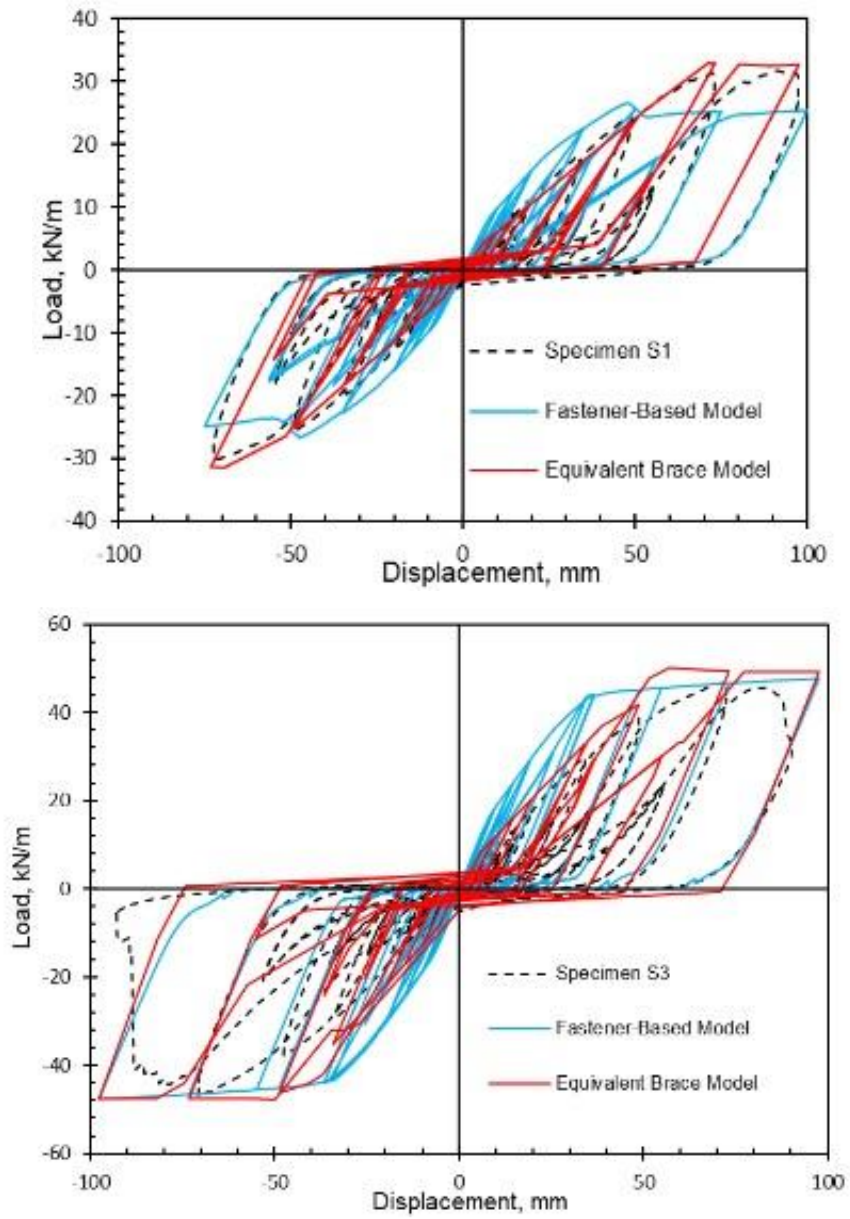 40
30
20
10
0
-10
-20
-30
-40
Load, kN/m
-100
-50
0
50
100
Displacement, mm
Specimen S1
Fastener-Based Model
Equivalent Brace Model
60
40
20
0
-20
-40
-60
Load, kN/m
-100
-50
0
50
100
Displacement, mm
Specimen S3
Fastener-Based Model
Equivalent Brace Model